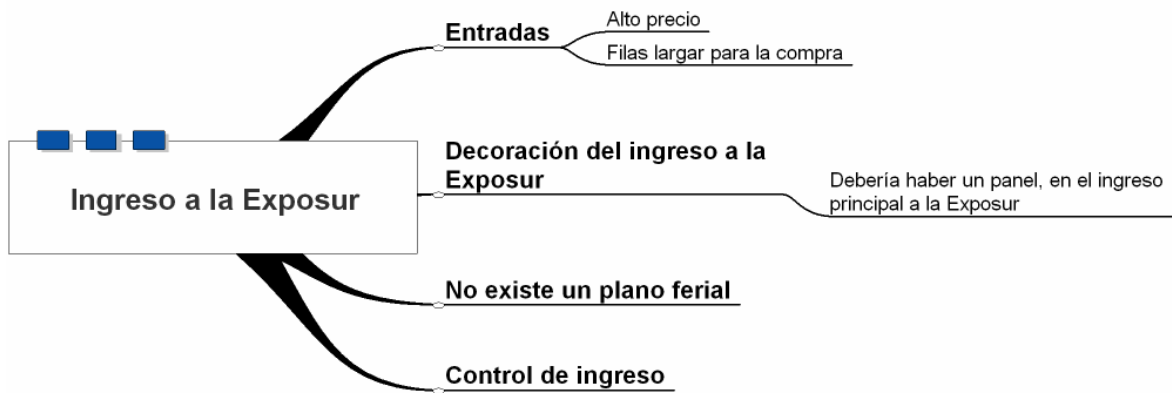 Entradas
Alto precio
Filas largar para la compra
Ingreso a la Exposur
Decoración del ingreso a la
Exposur
Debería haber un panel, en el ingreso
principal a la Exposur
No existe un plano ferial
Control de ingreso